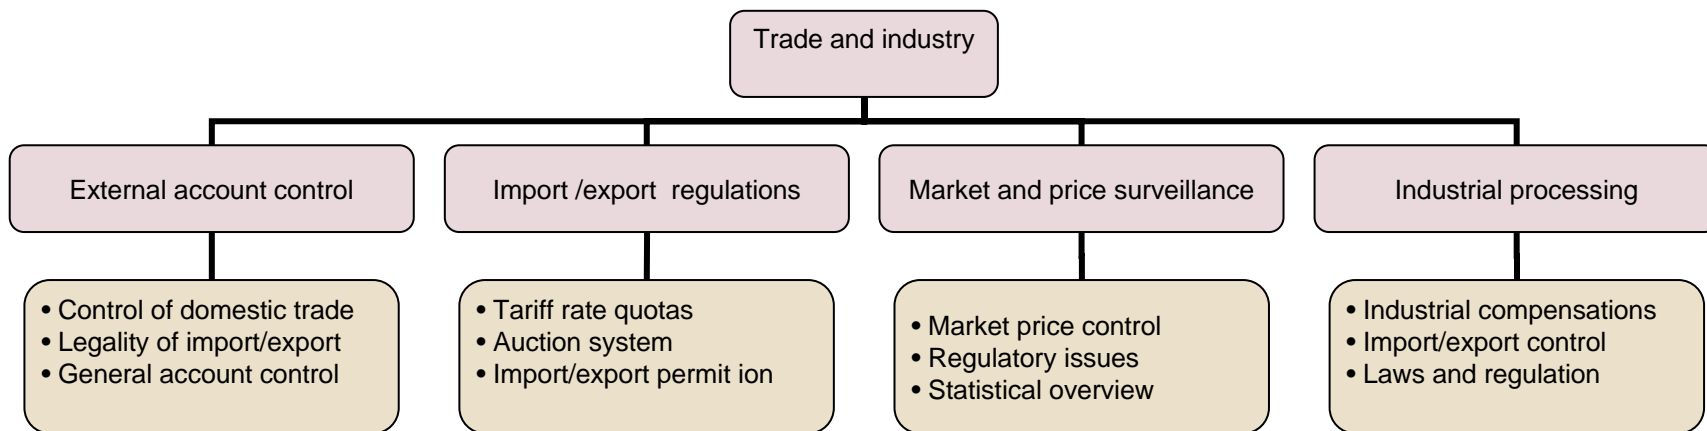 Trade and industry
External account control
Import /export  regulations
Market and price surveillance
Industrial processing
• Control of domestic trade
• Legality of import/export
• General account control
• Tariff rate quotas
• Auction system
• Import/export permit ion
• Market price control
• Regulatory issues
• Statistical overview
• Industrial compensations
• Import/export control
• Laws and regulation